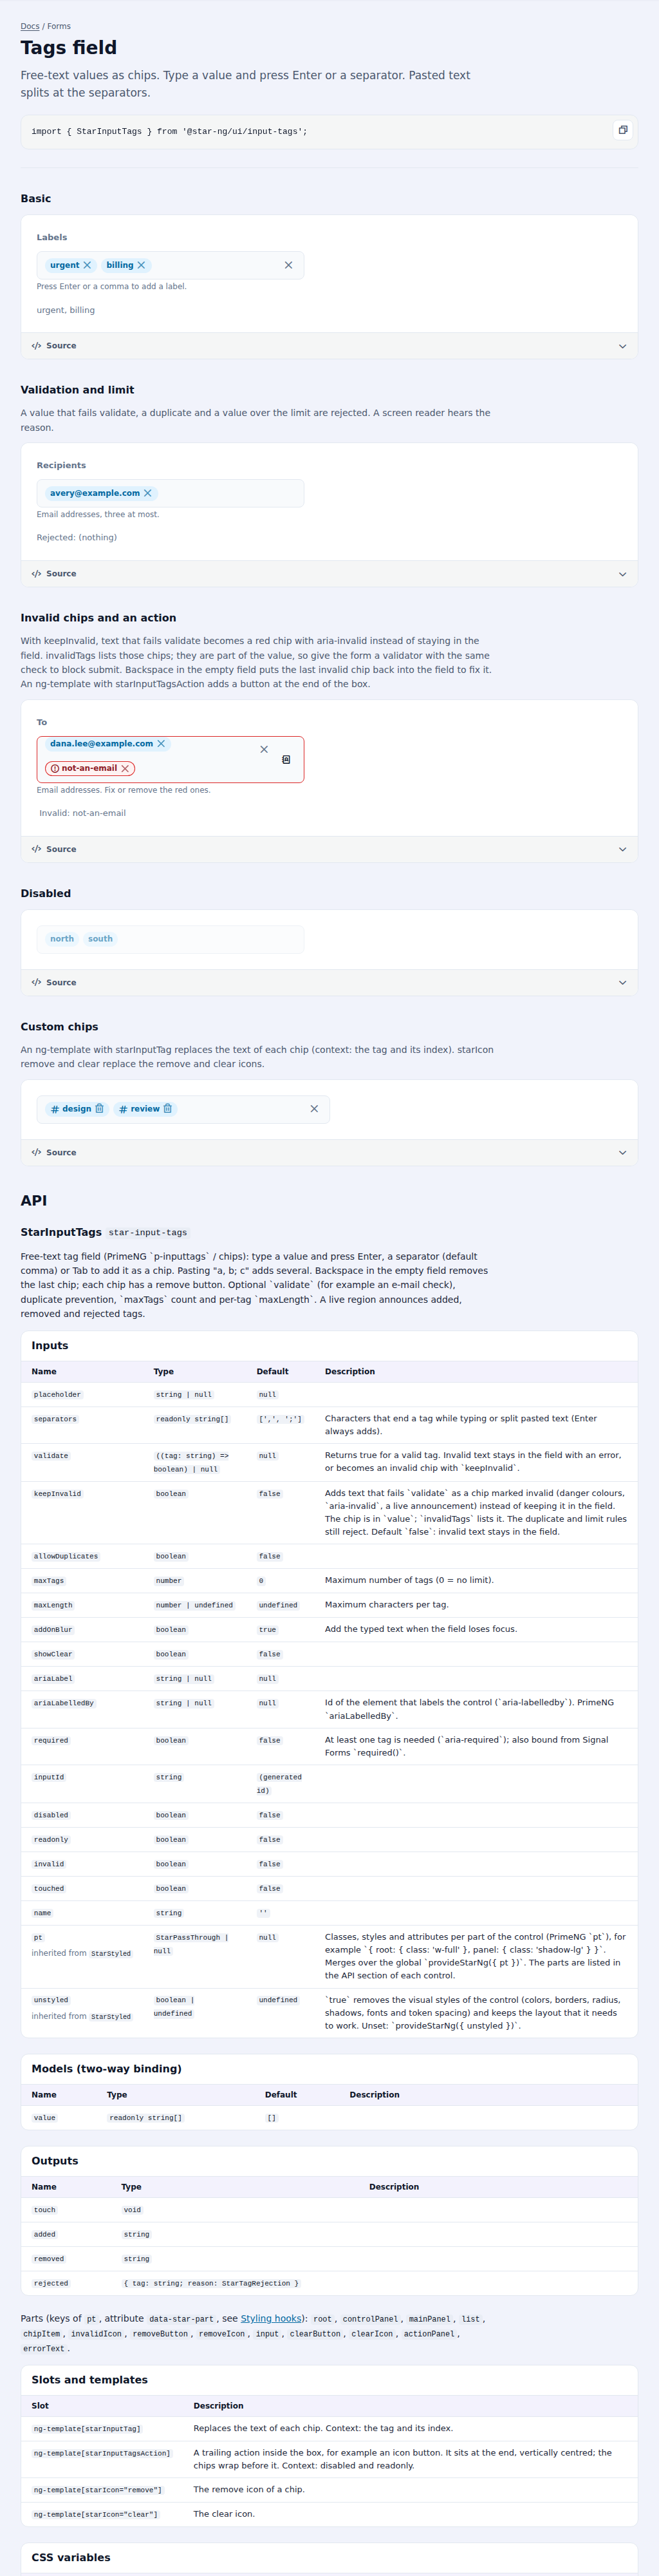 Docs / Forms
Tags field
Free-text values as chips. Type a value and press Enter or a separator. Pasted text
splits at the separators.
import { StarInputTags } from '@star-ng/ui/input-tags';
Basic
Labels
urgent billing
Press Enter or a comma to add a label.
urgent, billing
</> Source
Validation and limit
A value that fails validate, a duplicate and a value over the limit are rejected. A screen reader hears the
reason.
Recipients
avery@example.com
Email addresses, three at most.
Rejected: (nothing)
</> Source
Invalid chips and an action
With keepInvalid, text that fails validate becomes a red chip with aria-invalid instead of staying in the
field. invalidTags lists those chips; they are part of the value, so give the form a validator with the same
check to block submit. Backspace in the empty field puts the last invalid chip back into the field to fix it.
An ng-template with starInputTagsAction adds a button at the end of the box.
To
dana.lee@example.com
not-an-email
Email addresses. Fix or remove the red ones.
Invalid: not-an-email
</> Source
Disabled
north south
</> Source
Custom chips
An ng-template with starInputTag replaces the text of each chip (context: the tag and its index). starIcon
remove and clear replace the remove and clear icons.
# design # review
</> Source
API
StarInputTags star-input-tags
Free-text tag field (PrimeNG `p-inputtags` / chips): type a value and press Enter, a separator (default
comma) or Tab to add it as a chip. Pasting "a, b; c" adds several. Backspace in the empty field removes
the last chip; each chip has a remove button. Optional `validate` (for example an e-mail check),
duplicate prevention, `maxTags` count and per-tag `maxLength`. A live region announces added,
removed and rejected tags.
Inputs
Name Type Default Description
placeholder string | null null
separators readonly string[] [',', ';'] Characters that end a tag while typing or split pasted text (Enter
always adds).
validate ((tag: string) => null Returns true for a valid tag. Invalid text stays in the field with an error,
boolean) | null or becomes an invalid chip with `keepInvalid`.
keepInvalid boolean false Adds text that fails `validate` as a chip marked invalid (danger colours,
`aria-invalid`, a live announcement) instead of keeping it in the field.
The chip is in `value`; `invalidTags` lists it. The duplicate and limit rules
still reject. Default `false`: invalid text stays in the field.
allowDuplicates boolean false
maxTags number 0 Maximum number of tags (0 = no limit).
maxLength number | undefined undefined Maximum characters per tag.
addOnBlur boolean true Add the typed text when the field loses focus.
showClear boolean false
ariaLabel string | null null
ariaLabelledBy string | null null Id of the element that labels the control (`aria-labelledby`). PrimeNG
`ariaLabelledBy`.
required boolean false At least one tag is needed (`aria-required`); also bound from Signal
Forms `required()`.
inputId string (generated
id)
disabled boolean false
readonly boolean false
invalid boolean false
touched boolean false
name string ''
pt StarPassThrough | null Classes, styles and attributes per part of the control (PrimeNG `pt`), for
inherited from StarStyled null example `{ root: { class: 'w-full' }, panel: { class: 'shadow-lg' } }`.
Merges over the global `provideStarNg({ pt })`. The parts are listed in
the API section of each control.
unstyled boolean | undefined `true` removes the visual styles of the control (colors, borders, radius,
inherited from StarStyled undefined shadows, fonts and token spacing) and keeps the layout that it needs
to work. Unset: `provideStarNg({ unstyled })`.
Models (two-way binding)
Name Type Default Description
value readonly string[] []
Outputs
Name Type Description
touch void
added string
removed string
rejected { tag: string; reason: StarTagRejection }
Parts (keys of pt, attribute data-star-part, see Styling hooks): root, controlPanel, mainPanel, list,
chipItem, invalidIcon, removeButton, removeIcon, input, clearButton, clearIcon, actionPanel,
errorText.
Slots and templates
Slot Description
ng-template[starInputTag] Replaces the text of each chip. Context: the tag and its index.
ng-template[starInputTagsAction] A trailing action inside the box, for example an icon button. It sits at the end, vertically centred; the
chips wrap before it. Context: disabled and readonly.
ng-template[starIcon="remove"] The remove icon of a chip.
ng-template[starIcon="clear"] The clear icon.
CSS variables